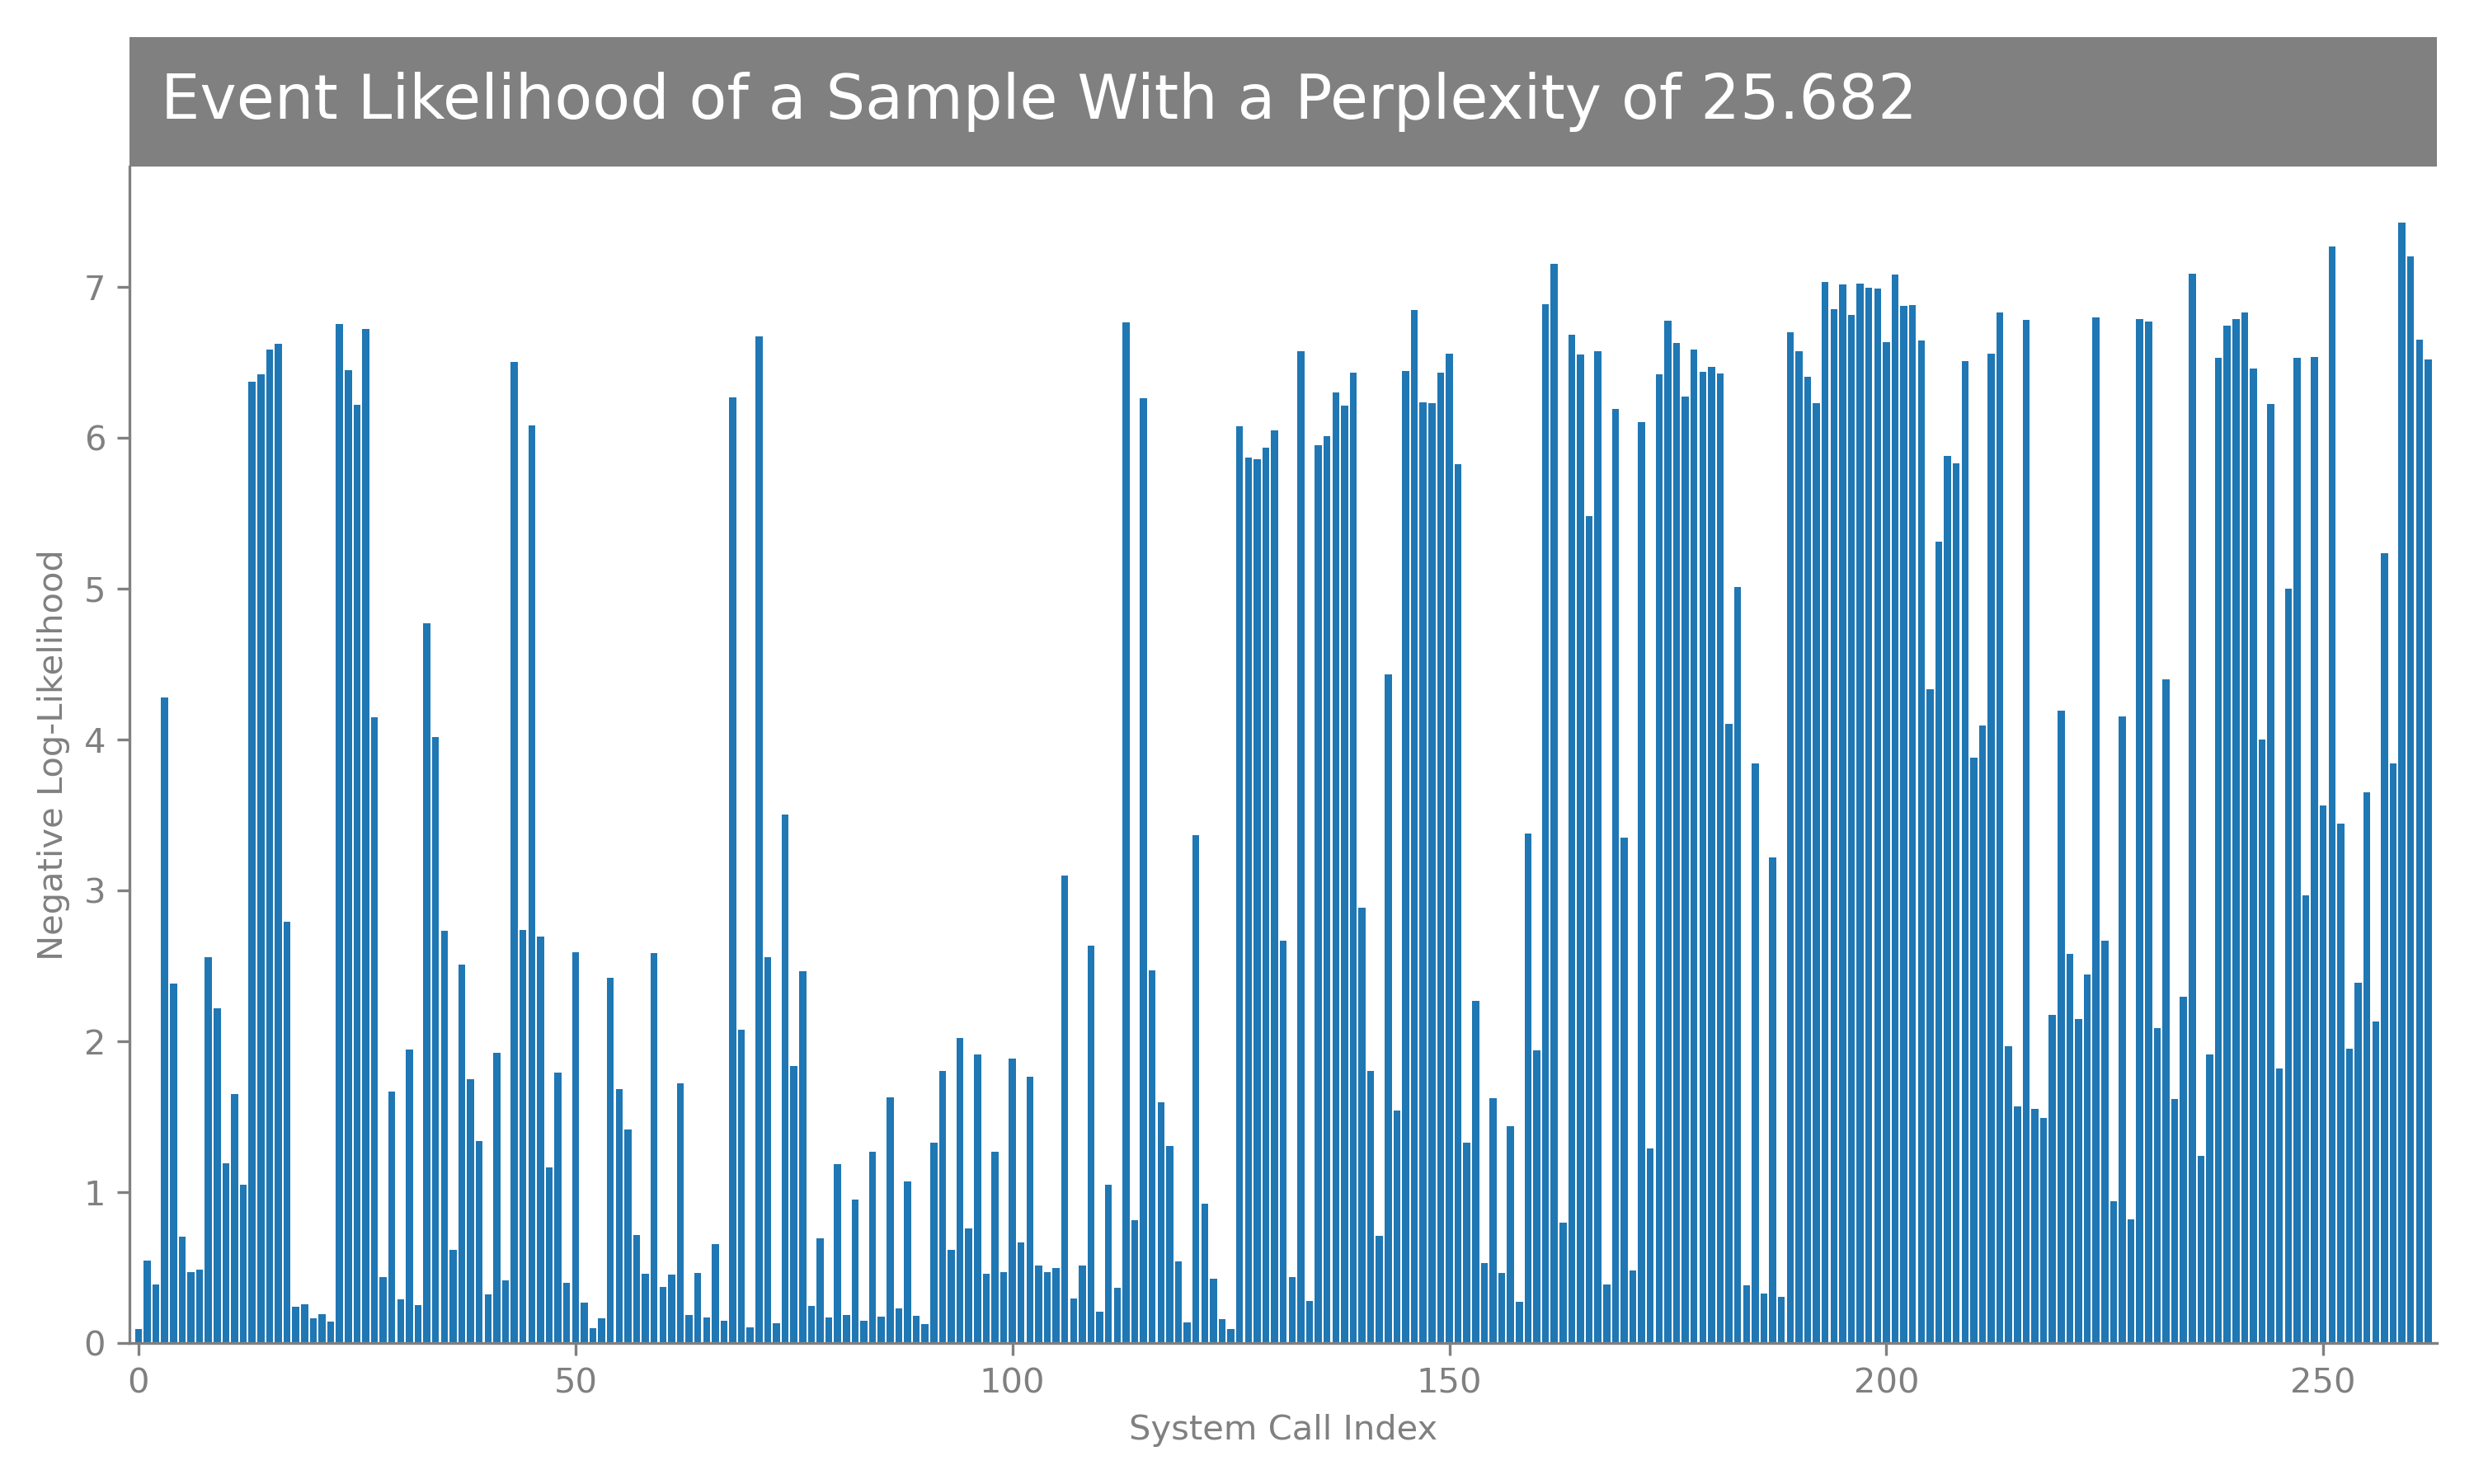 Event Likelihood of a Sample With a Perplexity of 25.682
Negative Log-Likelihood
7
6
5
4
3
2
1
0
0 50 100 150 200 250
System Call Index